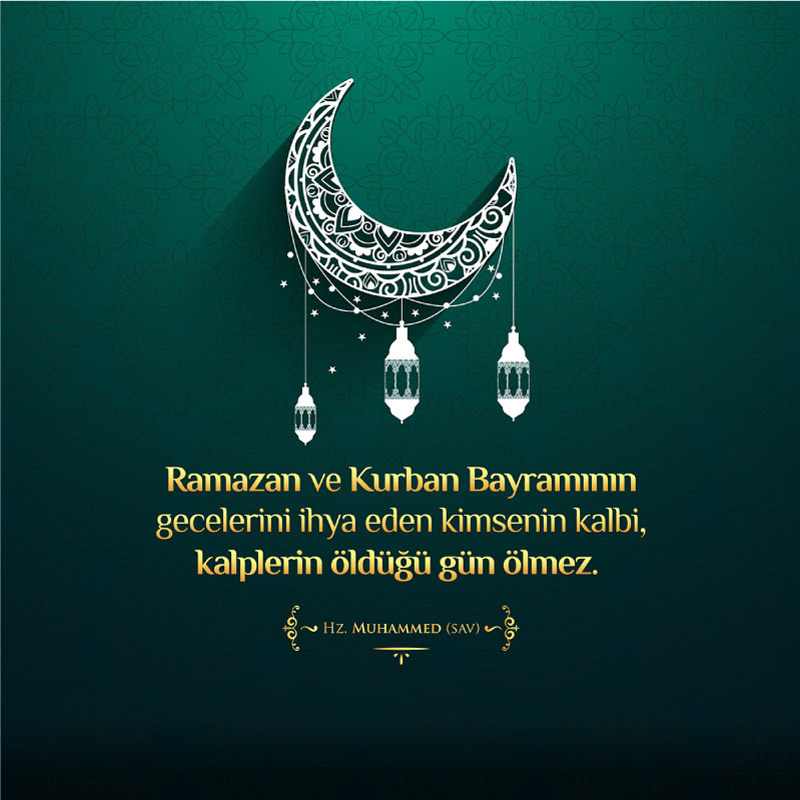 Ramazan ve Kurban Bayramının
gecelerini ihya eden kimsenin kalbi,
kalplerin öldüğü gün ölmez.
Hz. Muhammed (sav)